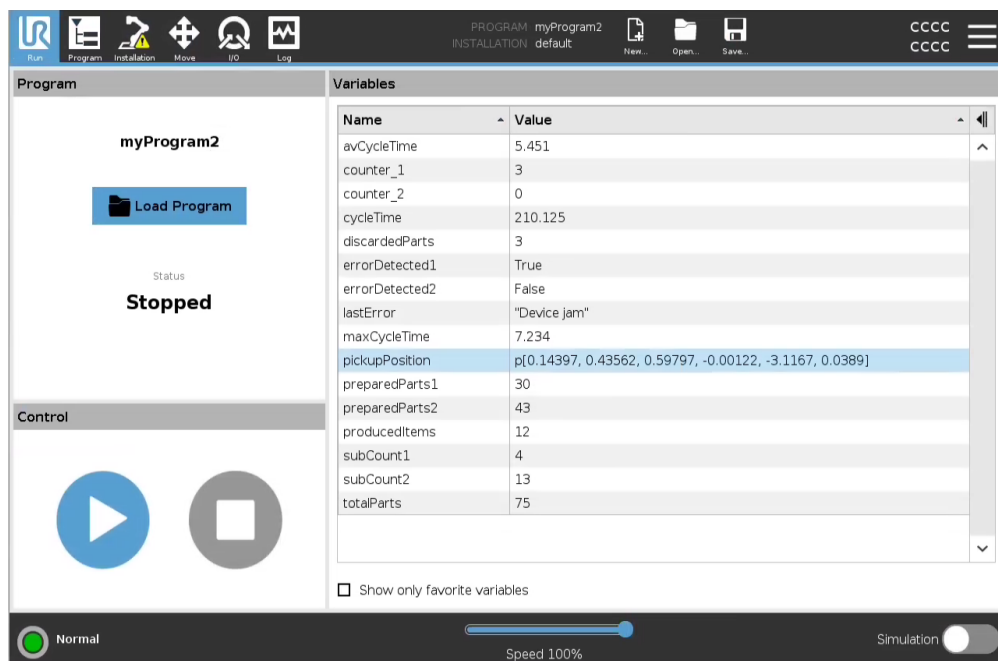 UR
Run
Program
Installation
Move
I/O
Log
PROGRAM myProgram2
INSTALLATION default
New...
Open...
Save...
CCCC
CCCC
Program
myProgram2
Load Program
Status
Stopped
Control
Variables
Name Value
avCycleTime 5.451
counter_1 3
counter_2 0
cycleTime 210.125
discardedParts 3
errorDetected1 True
errorDetected2 False
lastError "Device jam"
maxCycleTime 7.234
pickupPosition p[0.14397, 0.43562, 0.59797, -0.00122, -3.1167, 0.0389]
preparedParts1 30
preparedParts2 43
producedItems 12
subCount1 4
subCount2 13
totalParts 75
Show only favorite variables
Normal
Speed 100%
Simulation